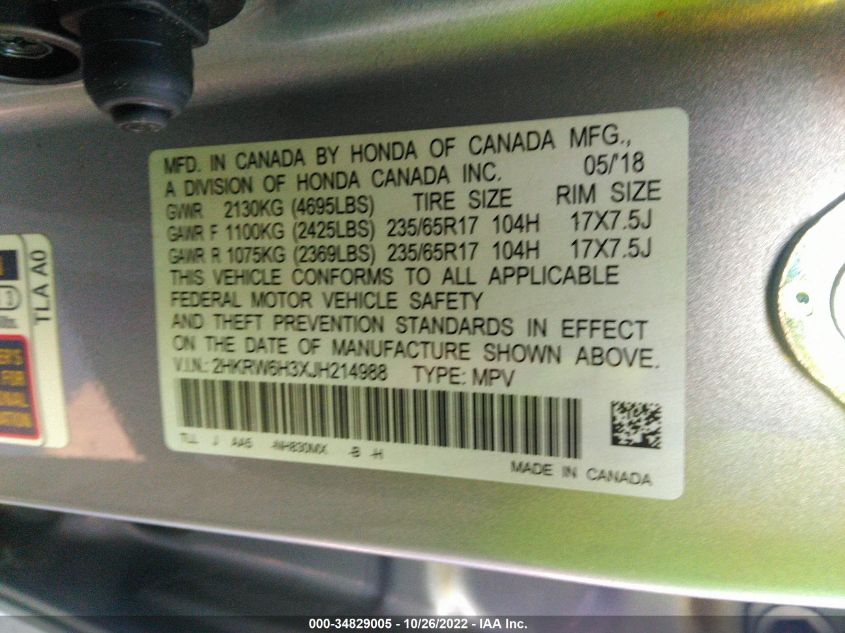 MFD. IN CANADA BY HONDA OF CANADA MFG.,
A DIVISION OF HONDA CANADA INC. 05/'18
GVWR 2130KG (4695LBS) TIRE SIZE RIM SIZE
GAWR F 1100KG (2425LBS) 235/65R17 104H 17X7.5J
GAWR R 1075KG (2369LBS) 235/65R17 104H 17X7.5J
THIS VEHICLE CONFORMS TO ALL APPLICABLE
FEDERAL MOTOR VEHICLE SAFETY
AND THEFT PREVENTION STANDARDS IN EFFECT
ON THE DATE OF MANUFACTURE SHOWN ABOVE.
V.I.N.: 2HKRW6H3XJH214988 TYPE: MPV
TLL J AA5 -NH830MX -B -H
MADE IN CANADA
TLA A0
FOR
000-34829005 - 10/26/2022 - IAA Inc.